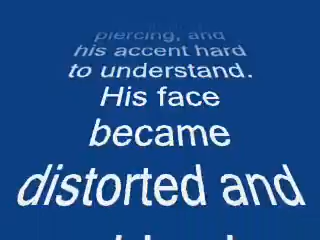 piercing, and
his accent hard
to understand.
His face
became
distorted and